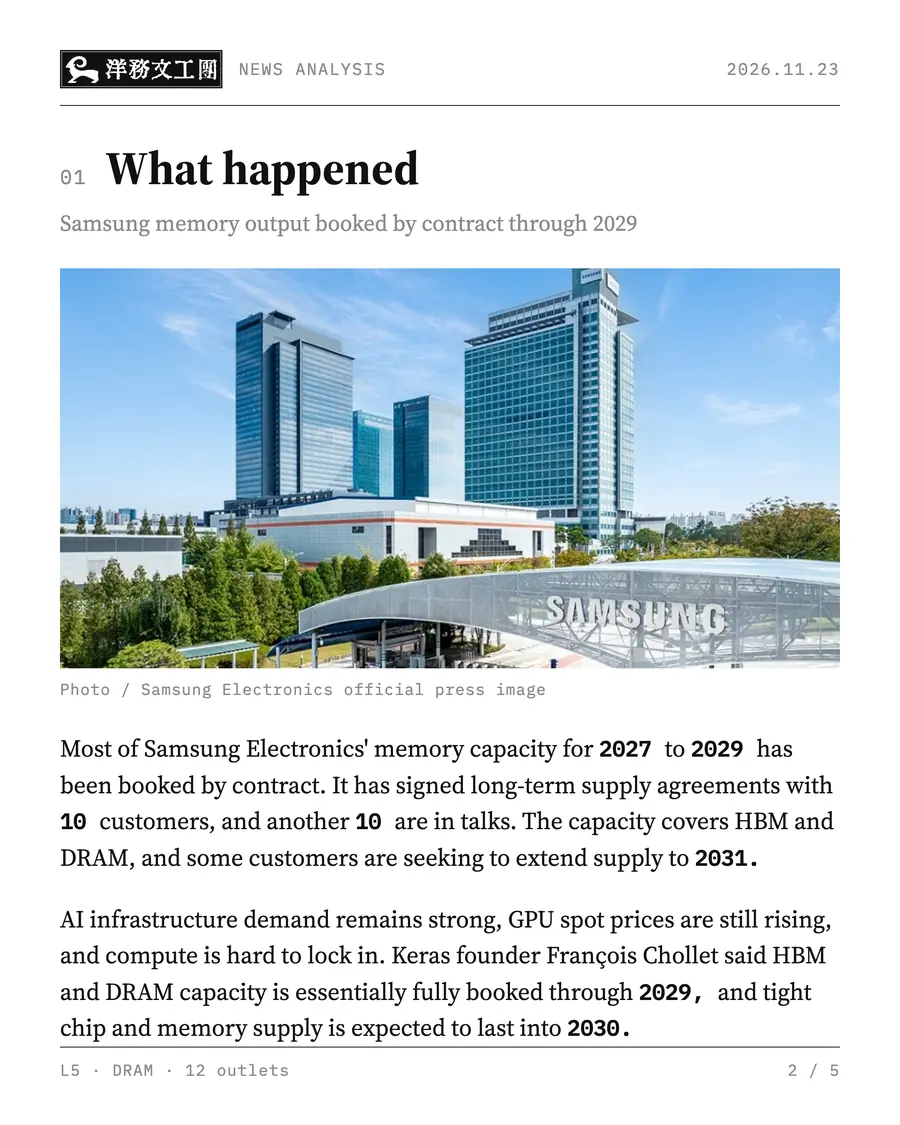 洋務文工團 NEWS ANALYSIS 2026.11.23
01 What happened
Samsung memory output booked by contract through 2029
SAMSUNG
SAMSUNG
Photo / Samsung Electronics official press image
Most of Samsung Electronics' memory capacity for 2027 to 2029 has
been booked by contract. It has signed long-term supply agreements with
10 customers, and another 10 are in talks. The capacity covers HBM and
DRAM, and some customers are seeking to extend supply to 2031.
AI infrastructure demand remains strong, GPU spot prices are still rising,
and compute is hard to lock in. Keras founder François Chollet said HBM
and DRAM capacity is essentially fully booked through 2029, and tight
chip and memory supply is expected to last into 2030.
L5 · DRAM · 12 outlets 2 / 5